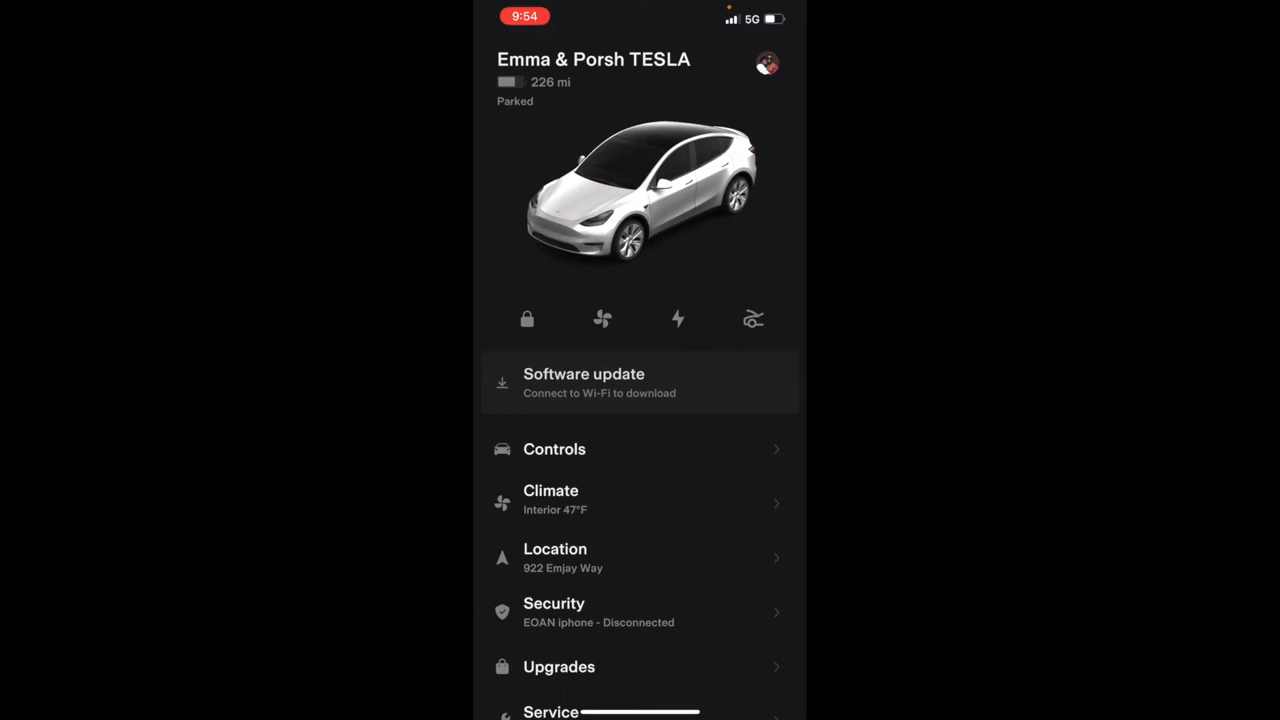 9:54
5G
Emma & Porsh TESLA
226 mi
Parked
Software update
Connect to Wi-Fi to download
Controls
Climate
Interior 47°F
Location
922 Emjay Way
Security
EOAN iphone - Disconnected
Upgrades
Service